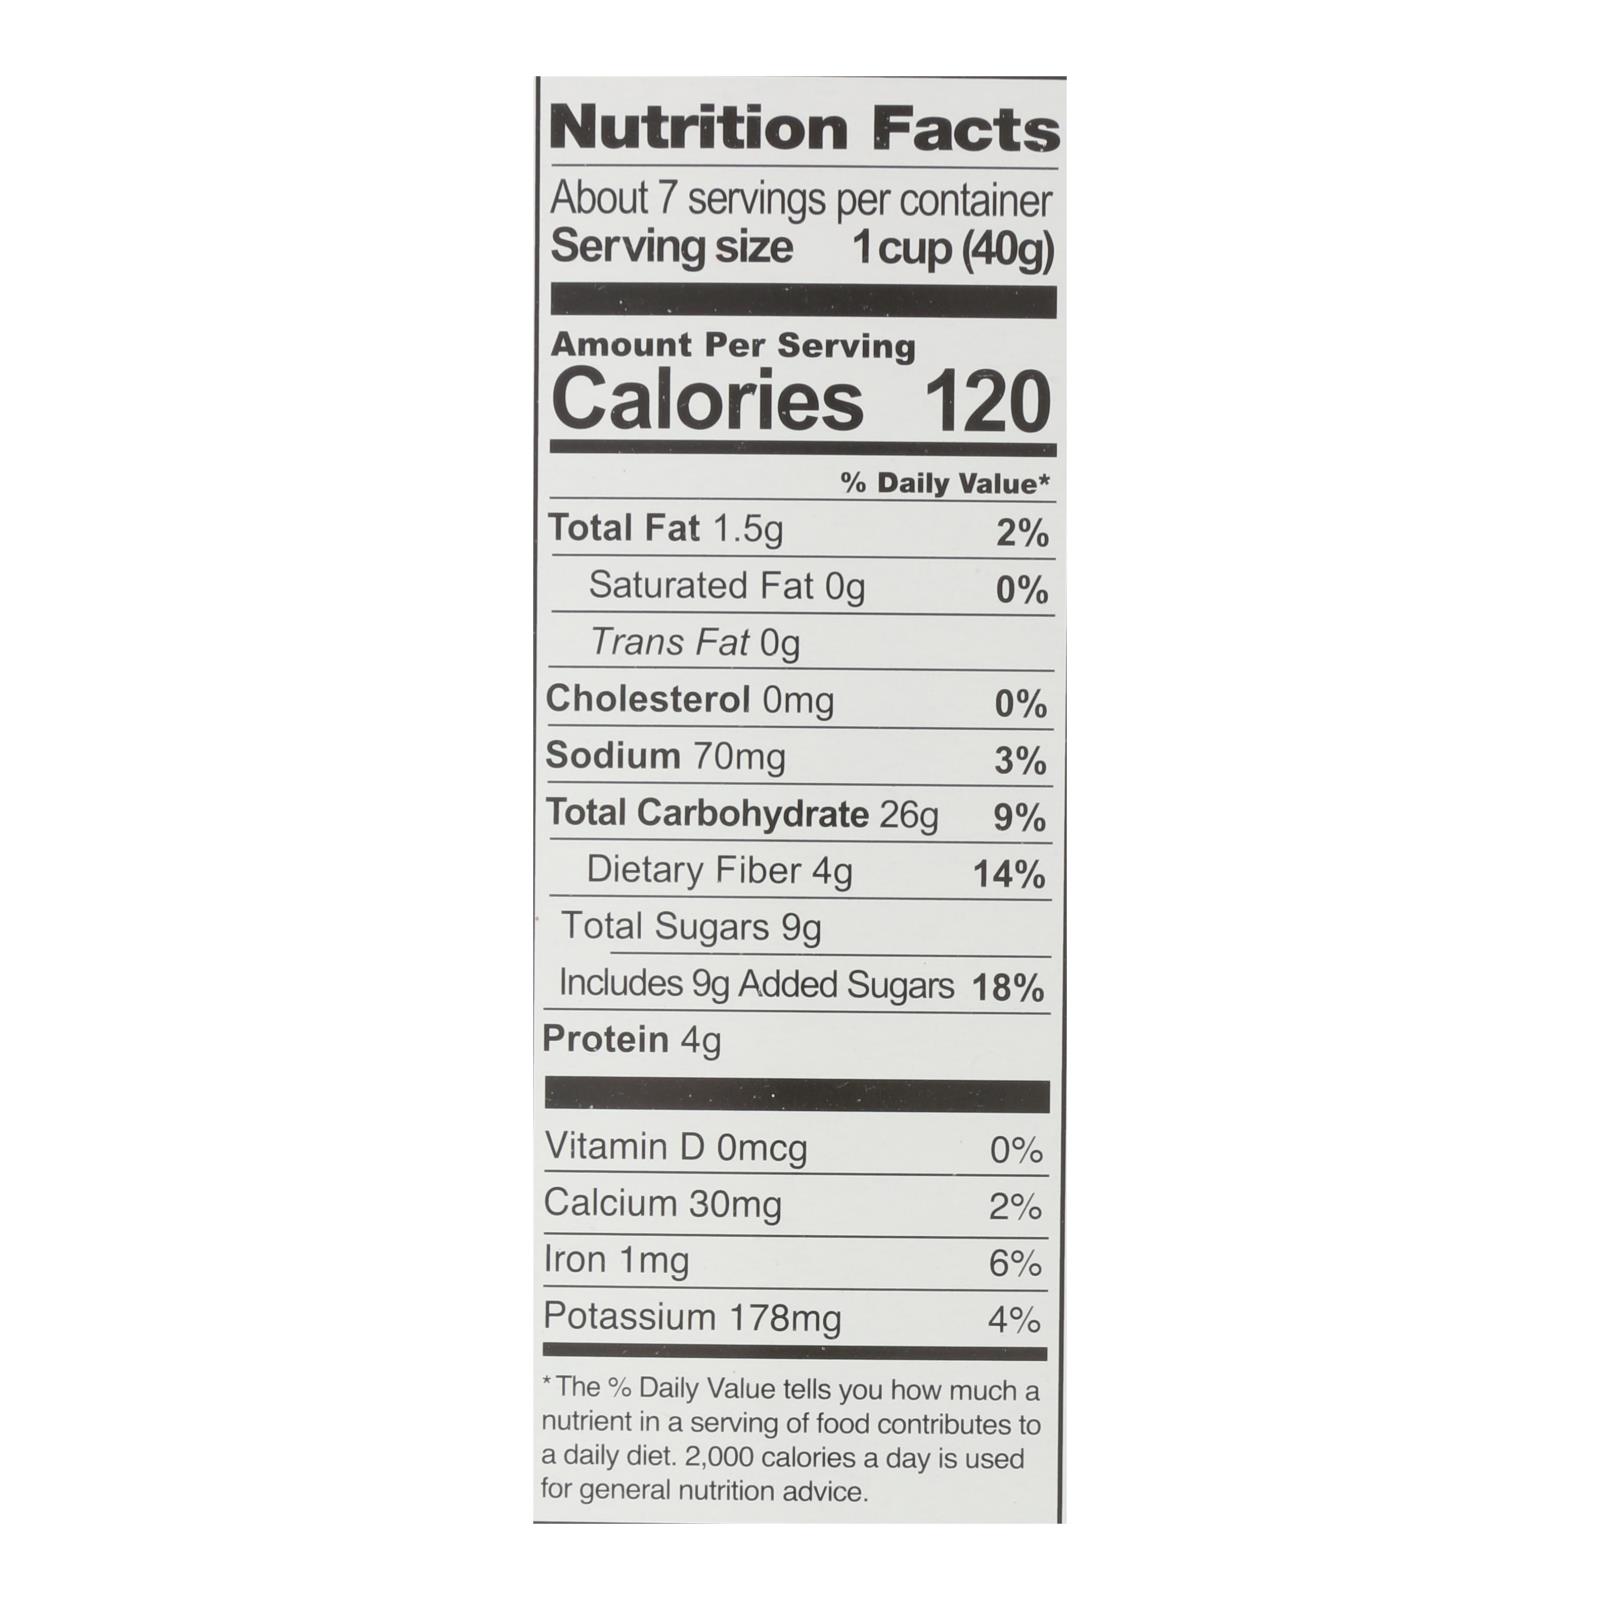 Nutrition Facts
About 7 servings per container
Serving size 1 cup (40g)
Amount Per Serving
Calories 120
% Daily Value*
Total Fat 1.5g 2%
Saturated Fat 0g 0%
Trans Fat 0g
Cholesterol 0mg 0%
Sodium 70mg 3%
Total Carbohydrate 26g 9%
Dietary Fiber 4g 14%
Total Sugars 9g
Includes 9g Added Sugars 18%
Protein 4g
Vitamin D 0mcg 0%
Calcium 30mg 2%
Iron 1mg 6%
Potassium 178mg 4%
*The % Daily Value tells you how much a
nutrient in a serving of food contributes to
a daily diet. 2,000 calories a day is used
for general nutrition advice.